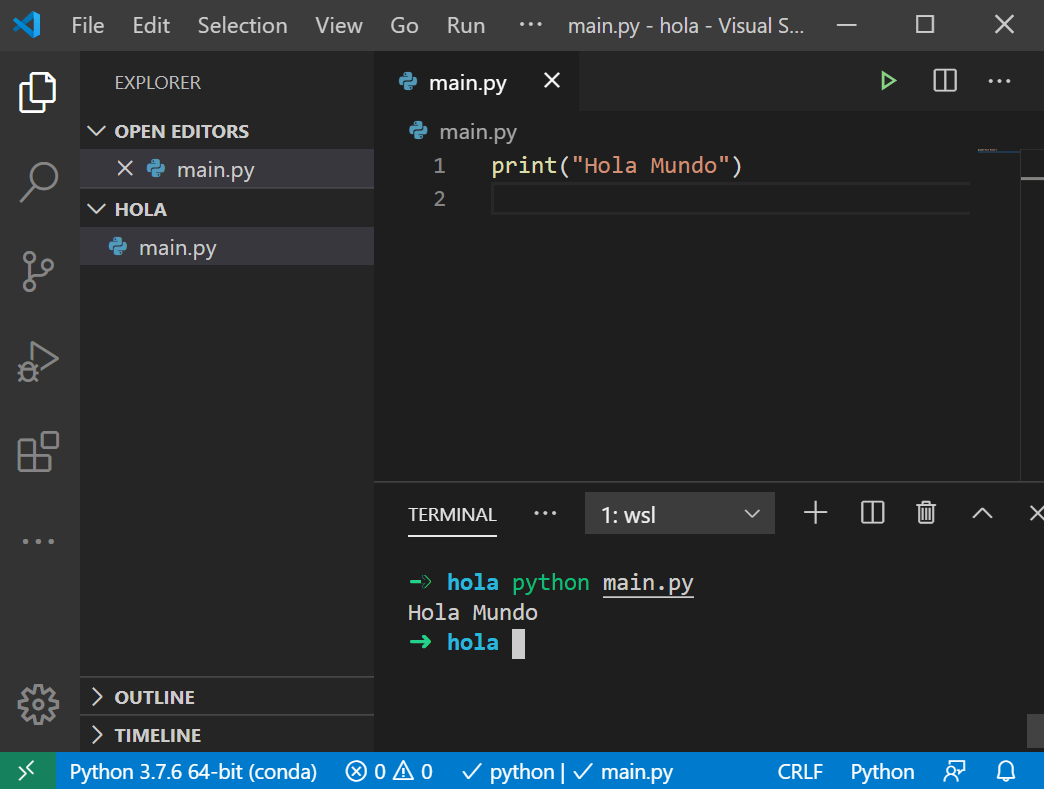 File Edit Selection View Go Run ··· main.py - hola - Visual S...
EXPLORER
OPEN EDITORS
main.py
HOLA
main.py
OUTLINE
TIMELINE
main.py
main.py
1 print("Hola Mundo")
2
TERMINAL ··· 1: wsl
→ hola python main.py
Hola Mundo
→ hola
Python 3.7.6 64-bit (conda) 0 0 ✓ python | ✓ main.py CRLF Python